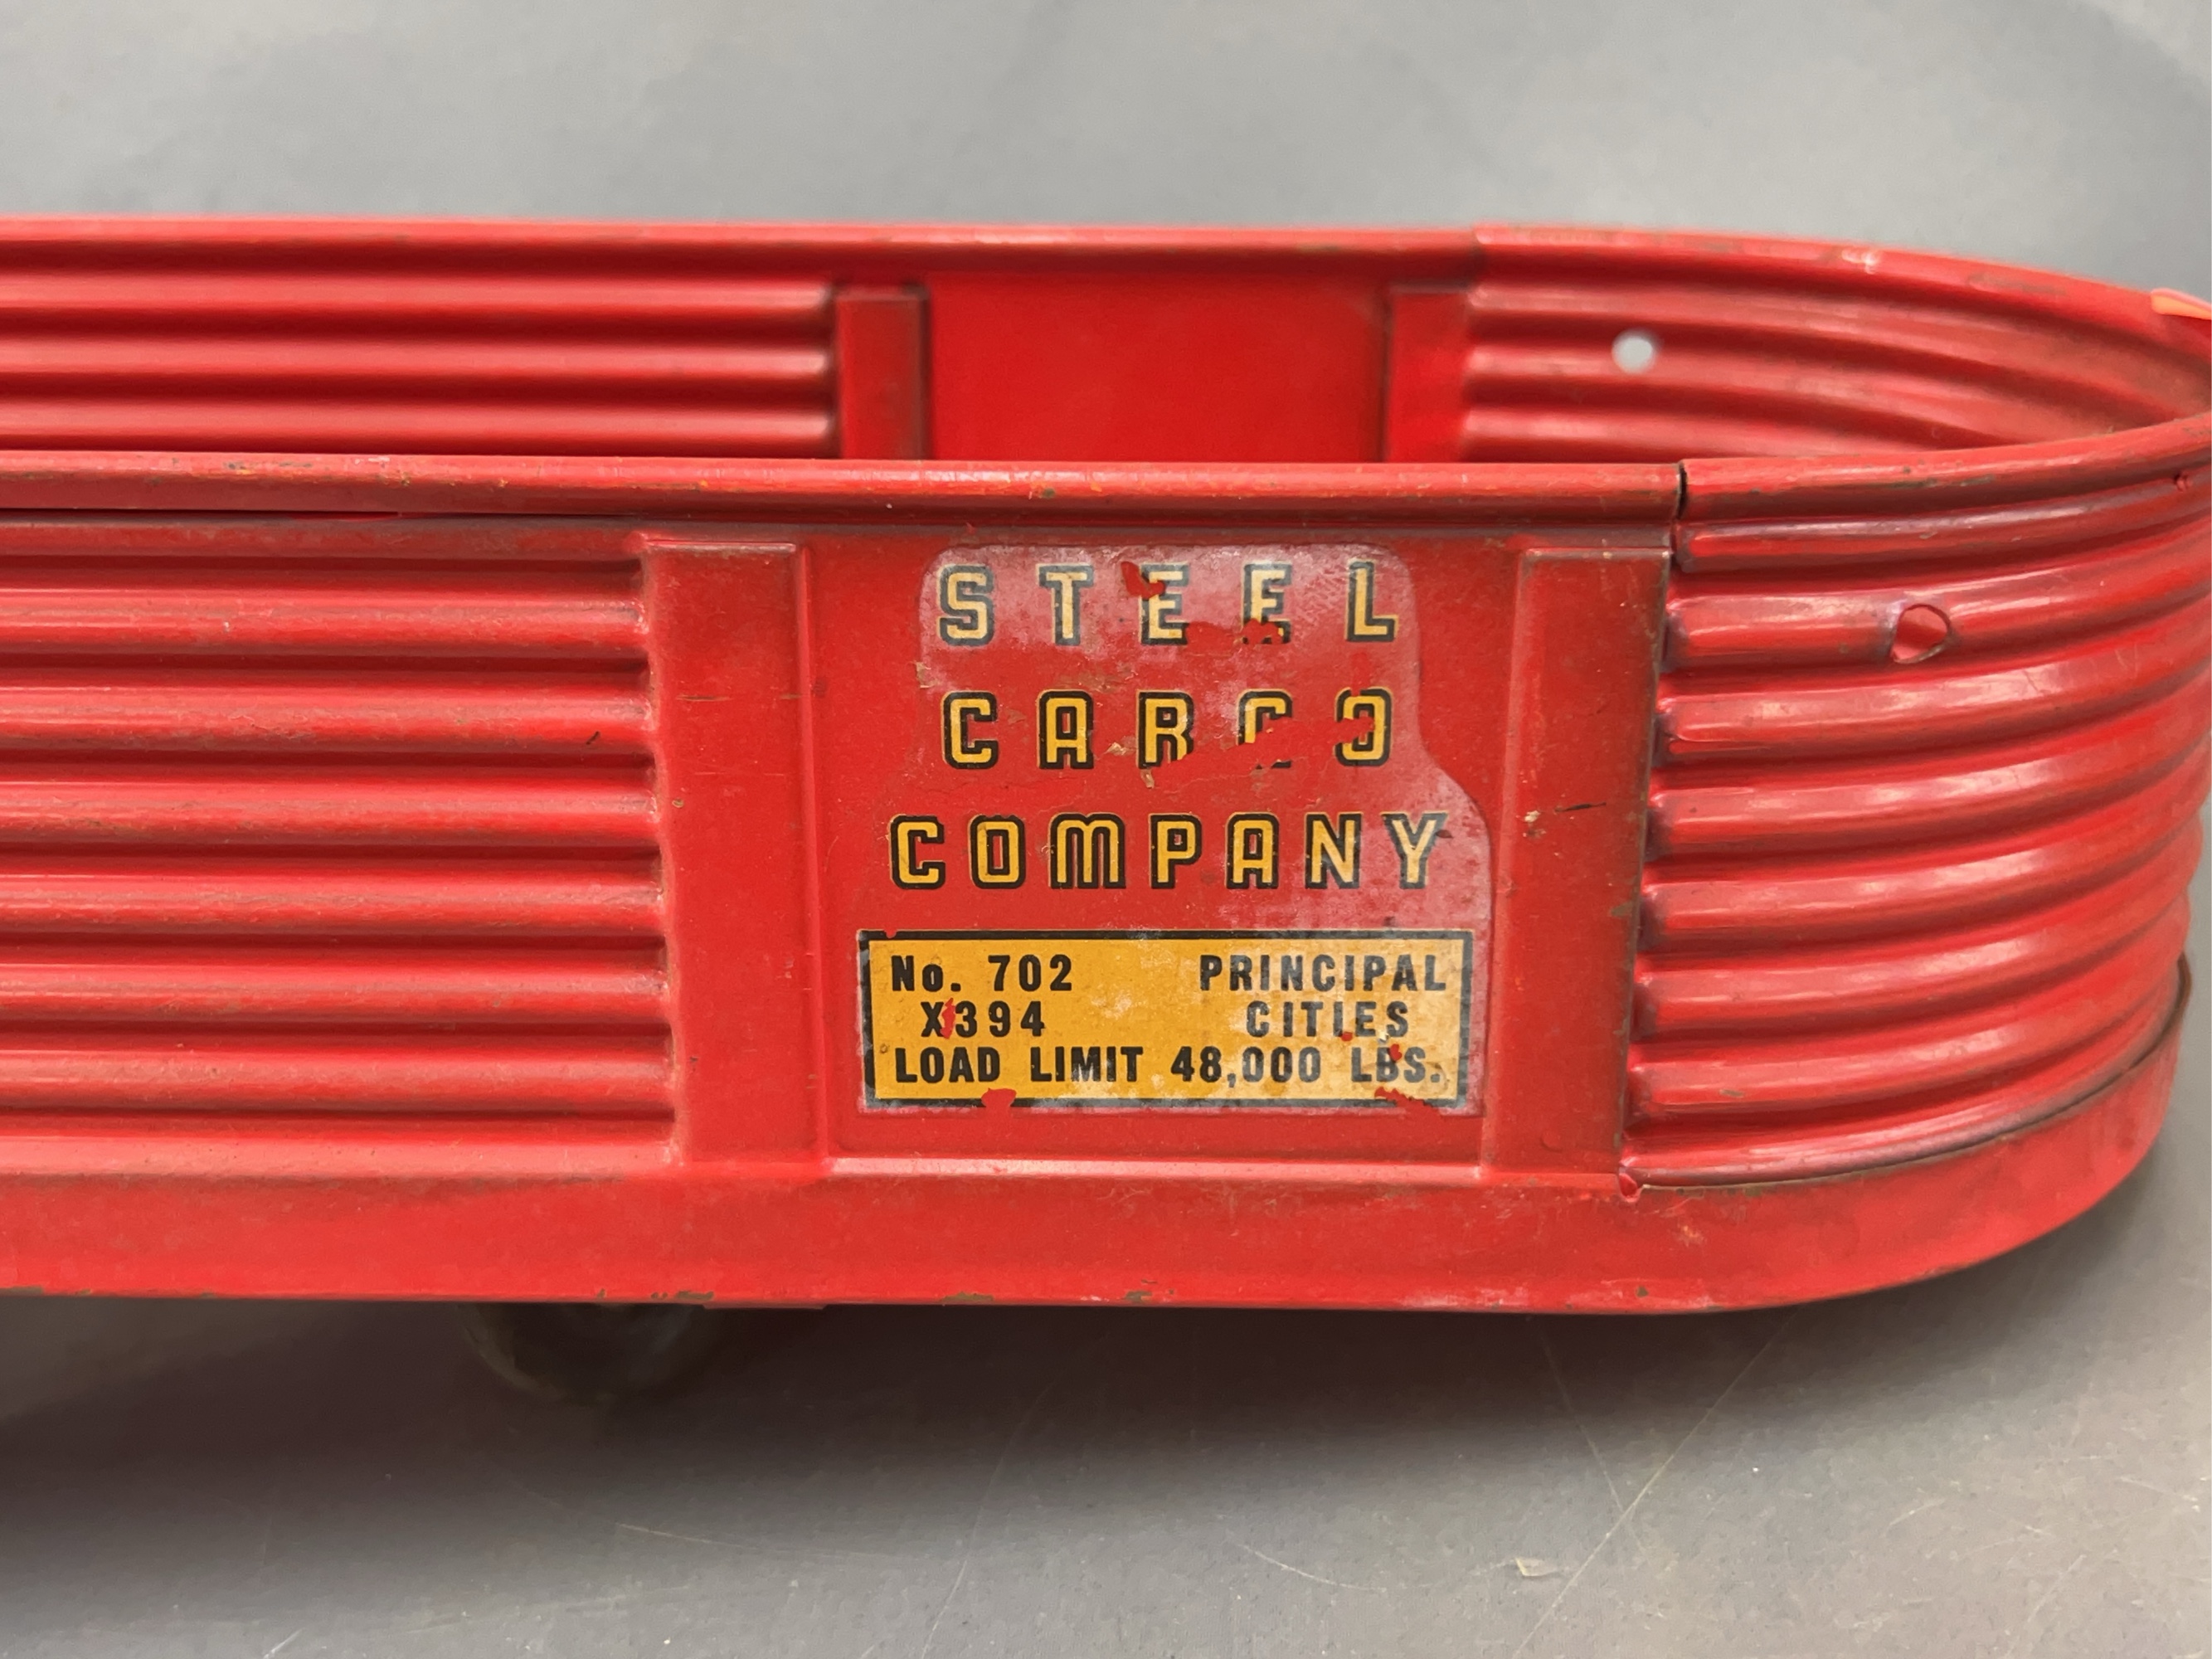 STEEL
CARGO
COMPANY
No. 702 PRINCIPAL
X394 CITIES
LOAD LIMIT 48,000 LBS.